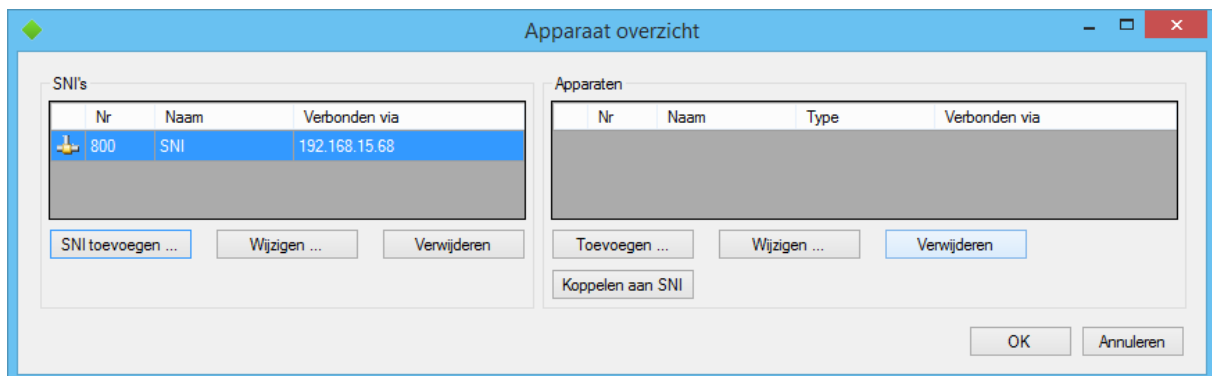 Apparaat overzicht
SNI's
Nr Naam Verbonden via
800 SNI 192.168.15.68
SNI toevoegen ... Wijzigen ... Verwijderen
Apparaten
Nr Naam Type Verbonden via
Toevoegen ... Wijzigen ... Verwijderen
Koppelen aan SNI
OK Annuleren